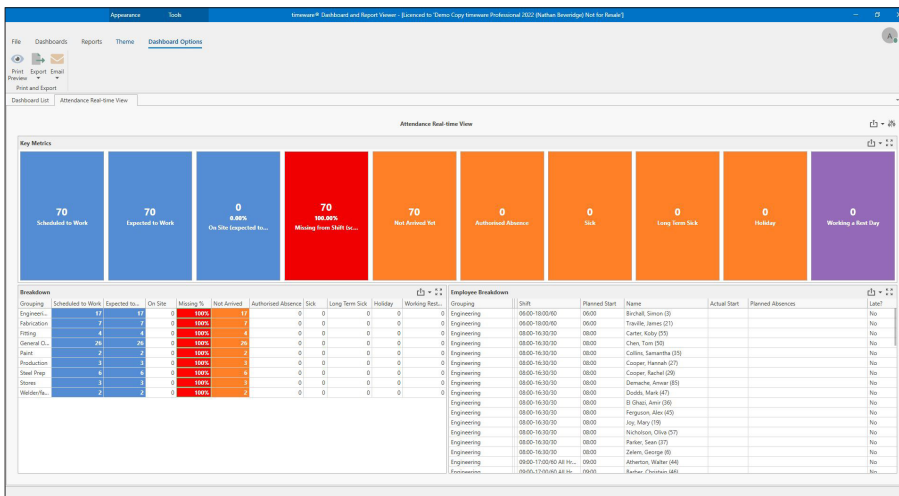 Appearance Tools timeware® Dashboard and Report Viewer - [Licenced to 'Demo Copy timeware Professional 2022 (Nathan Beveridge) Not for Resale']
File Dashboards Reports Theme Dashboard Options
A
Print Preview Export Email
Print and Export
Dashboard List Attendance Real-time View
Attendance Real-time View
Key Metrics
70 70 0 70 70 0 0 0 0 0
0.00% 100.00%
Scheduled to Work Expected to Work On Site (expected to... Missing from Shift (sc... Not Arrived Yet Authorised Absence Sick Long Term Sick Holiday Working a Rest Day
Breakdown
Grouping Scheduled to Work Expected to... On Site Missing % Not Arrived Authorised Absence Sick Long Term Sick Holiday Working Rest...
Engineeri... 17 17 0 100% 17 0 0 0 0 0
Fabrication 7 7 0 100% 7 0 0 0 0 0
Fitting 4 4 0 100% 4 0 0 0 0 0
General O... 26 26 0 100% 26 0 0 0 0 0
Paint 2 2 0 100% 2 0 0 0 0 0
Production 3 3 0 100% 3 0 0 0 0 0
Steel Prep 6 6 0 100% 6 0 0 0 0 0
Stores 3 3 0 100% 3 0 0 0 0 0
Welder/fa... 2 2 0 100% 2 0 0 0 0 0
Employee Breakdown
Grouping Shift Planned Start Name Actual Start Planned Absences Late?
Engineering 06:00-18:00/60 06:00 Birchall, Simon (3) No
Engineering 06:00-18:00/60 06:00 Traville, James (21) No
Engineering 08:00-16:30/30 08:00 Carter, Koby (55) No
Engineering 08:00-16:30/30 08:00 Chen, Tom (50) No
Engineering 08:00-16:30/30 08:00 Collins, Samantha (35) No
Engineering 08:00-16:30/30 08:00 Cooper, Hannah (27) No
Engineering 08:00-16:30/30 08:00 Cooper, Rachel (29) No
Engineering 08:00-16:30/30 08:00 Demache, Anwar (85) No
Engineering 08:00-16:30/30 08:00 Dodds, Mark (47) No
Engineering 08:00-16:30/30 08:00 El Ghazi, Amir (36) No
Engineering 08:00-16:30/30 08:00 Ferguson, Alex (45) No
Engineering 08:00-16:30/30 08:00 Joy, Mary (19) No
Engineering 08:00-16:30/30 08:00 Nicholson, Oliva (57) No
Engineering 08:00-16:30/30 08:00 Parker, Sean (37) No
Engineering 08:00-16:30/30 08:00 Zelem, George (6) No
Engineering 09:00-17:00/60 All Hr... 09:00 Atherton, Walter (44) No
Engineering 09:00-17:00/60 All Hr... 09:00 Barber, Christain (46) No